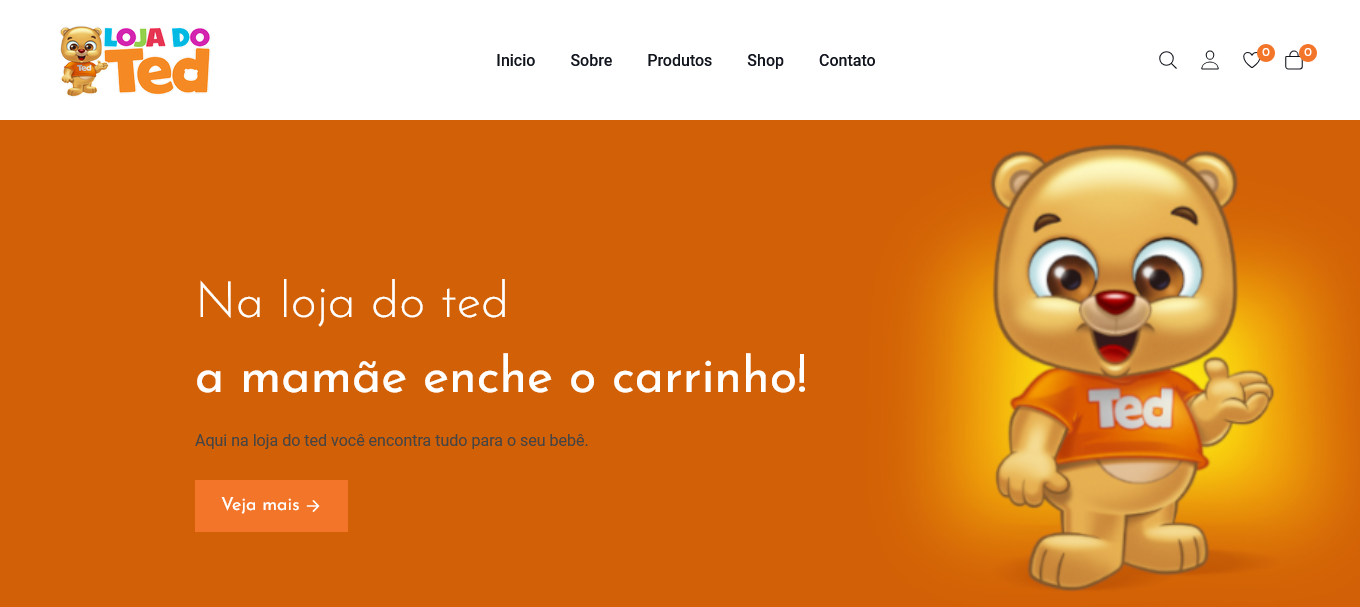 LOJA DO
Ted
Ted
Inicio Sobre Produtos Shop Contato
0 0
Na loja do ted
a mamãe enche o carrinho!
Aqui na loja do ted você encontra tudo para o seu bebê.
Veja mais →
Ted